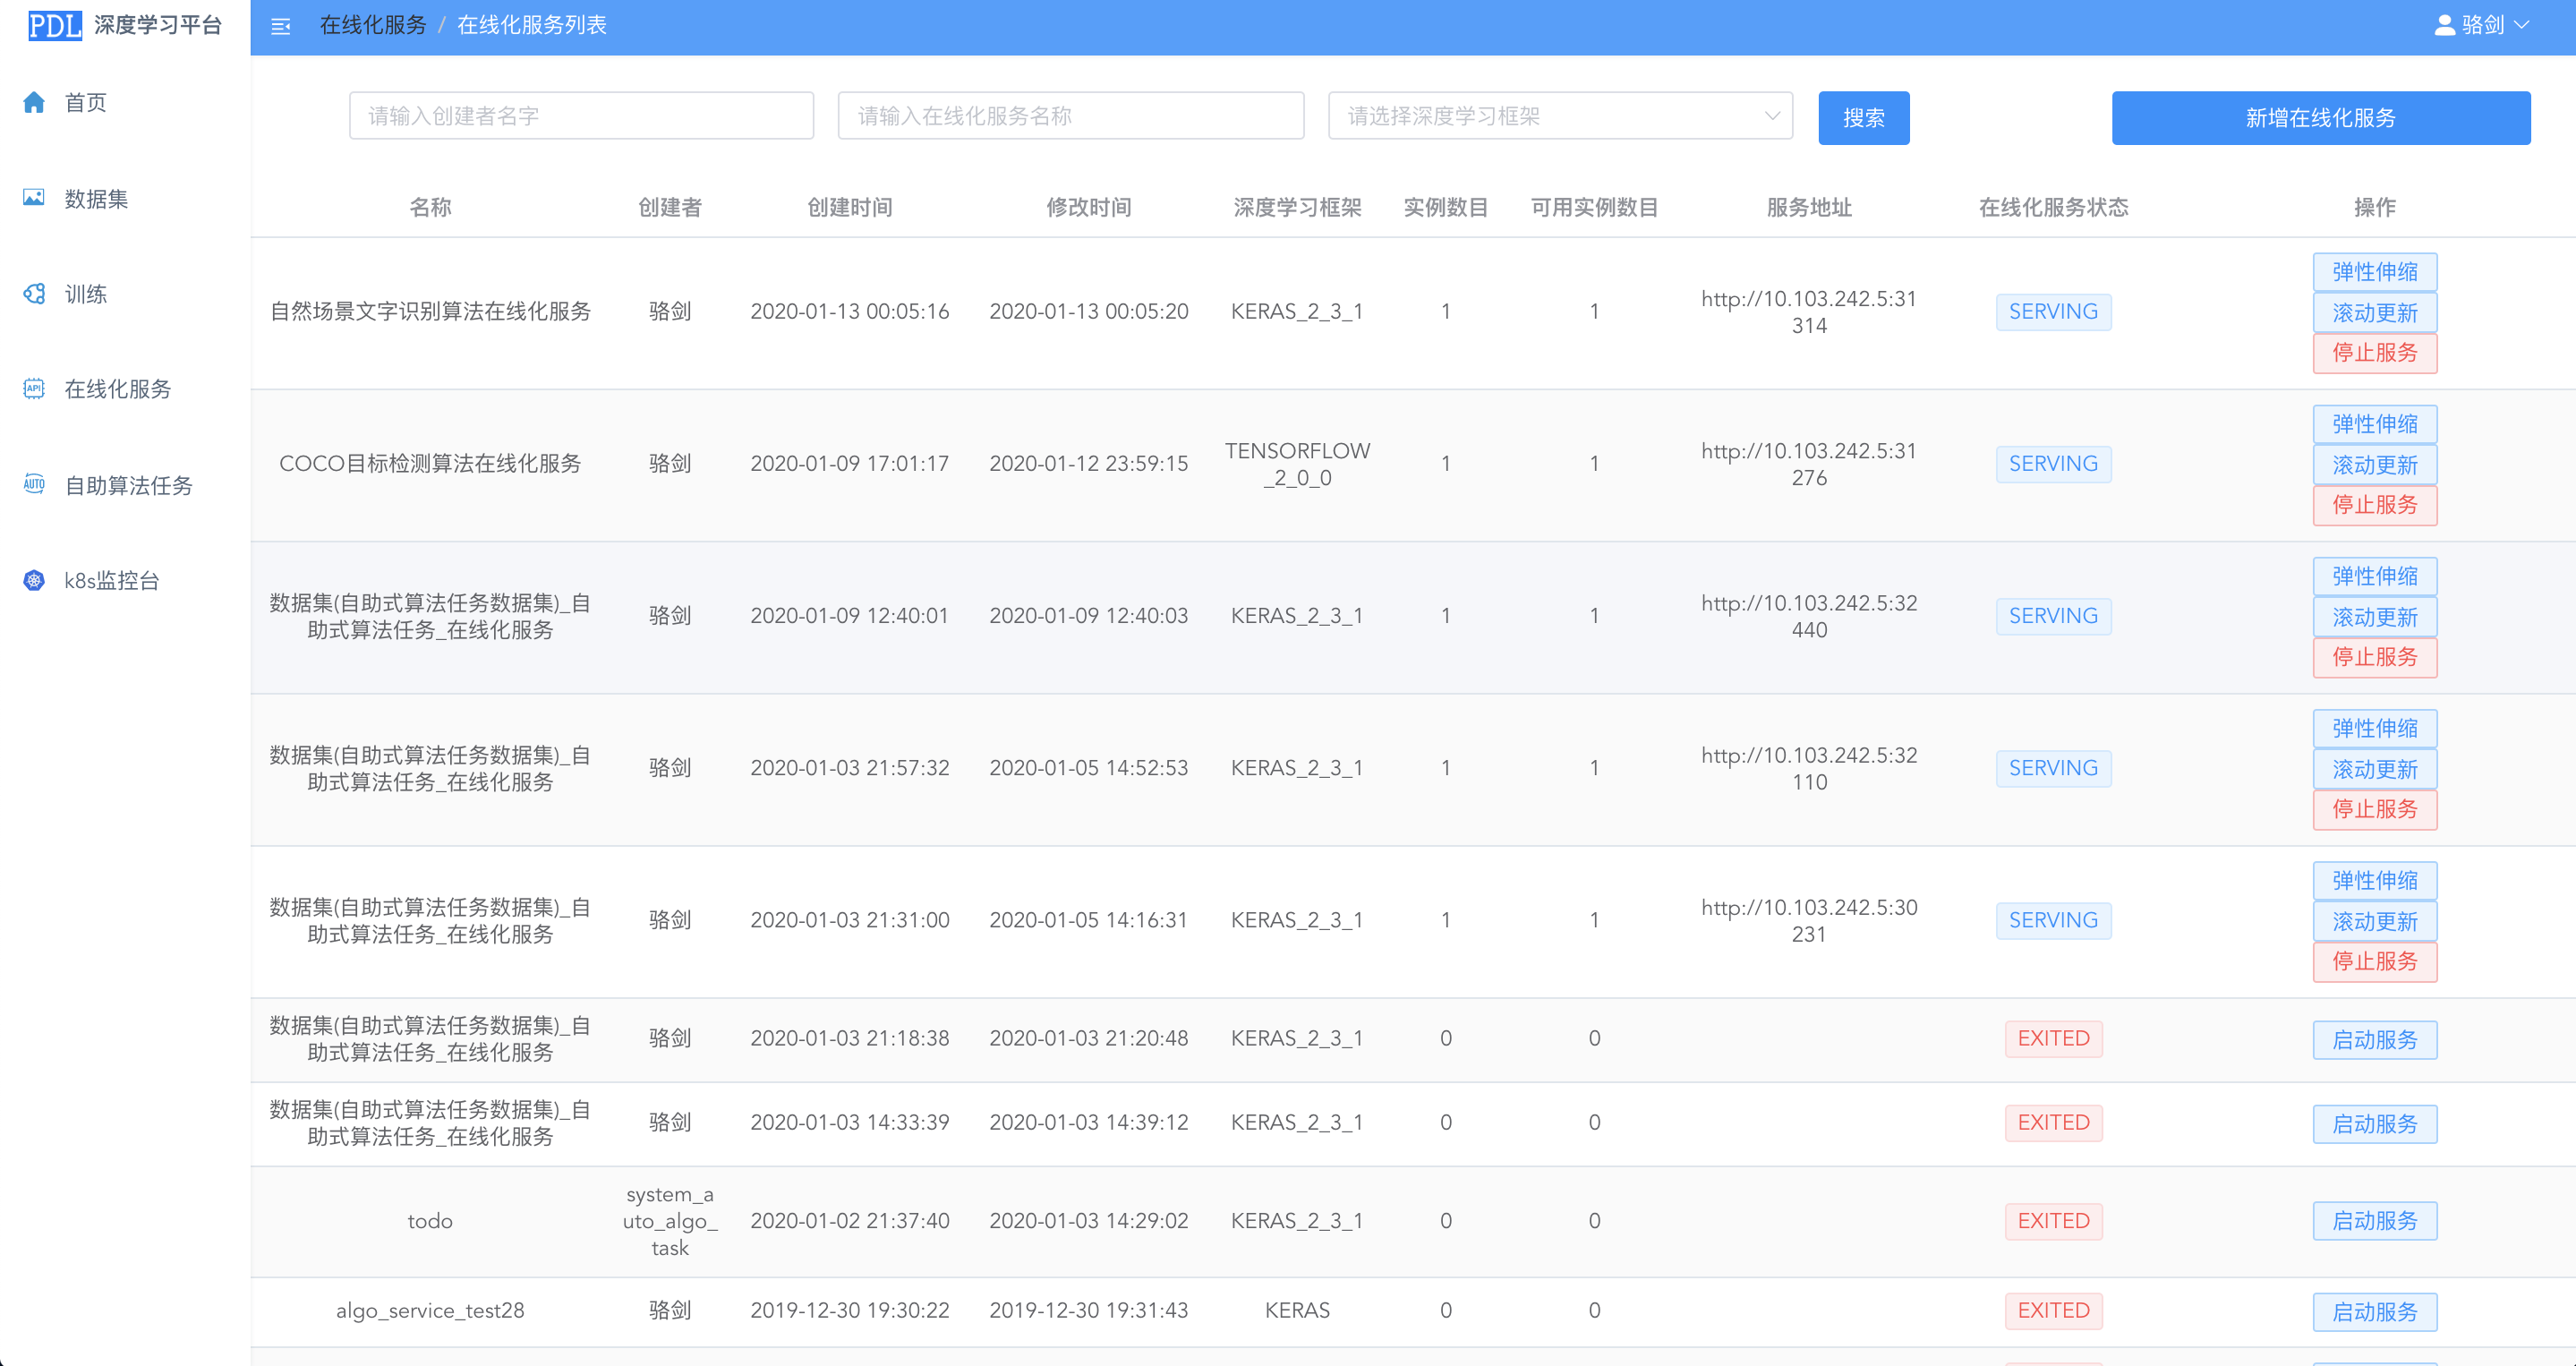 PDL 深度学习平台
在线化服务 / 在线化服务列表
骆剑
首页
数据集
训练
在线化服务
自助算法任务
k8s监控台
请输入创建者名字
请输入在线化服务名称
请选择深度学习框架
搜索
新增在线化服务
名称 创建者 创建时间 修改时间 深度学习框架 实例数目 可用实例数目 服务地址 在线化服务状态 操作
自然场景文字识别算法在线化服务 骆剑 2020-01-13 00:05:16 2020-01-13 00:05:20 KERAS_2_3_1 1 1
http://10.103.242.5:31
314
SERVING
弹性伸缩
滚动更新
停止服务
COCO目标检测算法在线化服务 骆剑 2020-01-09 17:01:17 2020-01-12 23:59:15
TENSORFLOW
_2_0_0
1 1
http://10.103.242.5:31
276
SERVING
弹性伸缩
滚动更新
停止服务
数据集(自助式算法任务数据集)_自
助式算法任务_在线化服务
骆剑 2020-01-09 12:40:01 2020-01-09 12:40:03 KERAS_2_3_1 1 1
http://10.103.242.5:32
440
SERVING
弹性伸缩
滚动更新
停止服务
数据集(自助式算法任务数据集)_自
助式算法任务_在线化服务
骆剑 2020-01-03 21:57:32 2020-01-05 14:52:53 KERAS_2_3_1 1 1
http://10.103.242.5:32
110
SERVING
弹性伸缩
滚动更新
停止服务
数据集(自助式算法任务数据集)_自
助式算法任务_在线化服务
骆剑 2020-01-03 21:31:00 2020-01-05 14:16:31 KERAS_2_3_1 1 1
http://10.103.242.5:30
231
SERVING
弹性伸缩
滚动更新
停止服务
数据集(自助式算法任务数据集)_自
助式算法任务_在线化服务
骆剑 2020-01-03 21:18:38 2020-01-03 21:20:48 KERAS_2_3_1 0 0 EXITED 启动服务
数据集(自助式算法任务数据集)_自
助式算法任务_在线化服务
骆剑 2020-01-03 14:33:39 2020-01-03 14:39:12 KERAS_2_3_1 0 0 EXITED 启动服务
todo
system_a
uto_algo_
task
2020-01-02 21:37:40 2020-01-03 14:29:02 KERAS_2_3_1 0 0 EXITED 启动服务
algo_service_test28 骆剑 2019-12-30 19:30:22 2019-12-30 19:31:43 KERAS 0 0 EXITED 启动服务